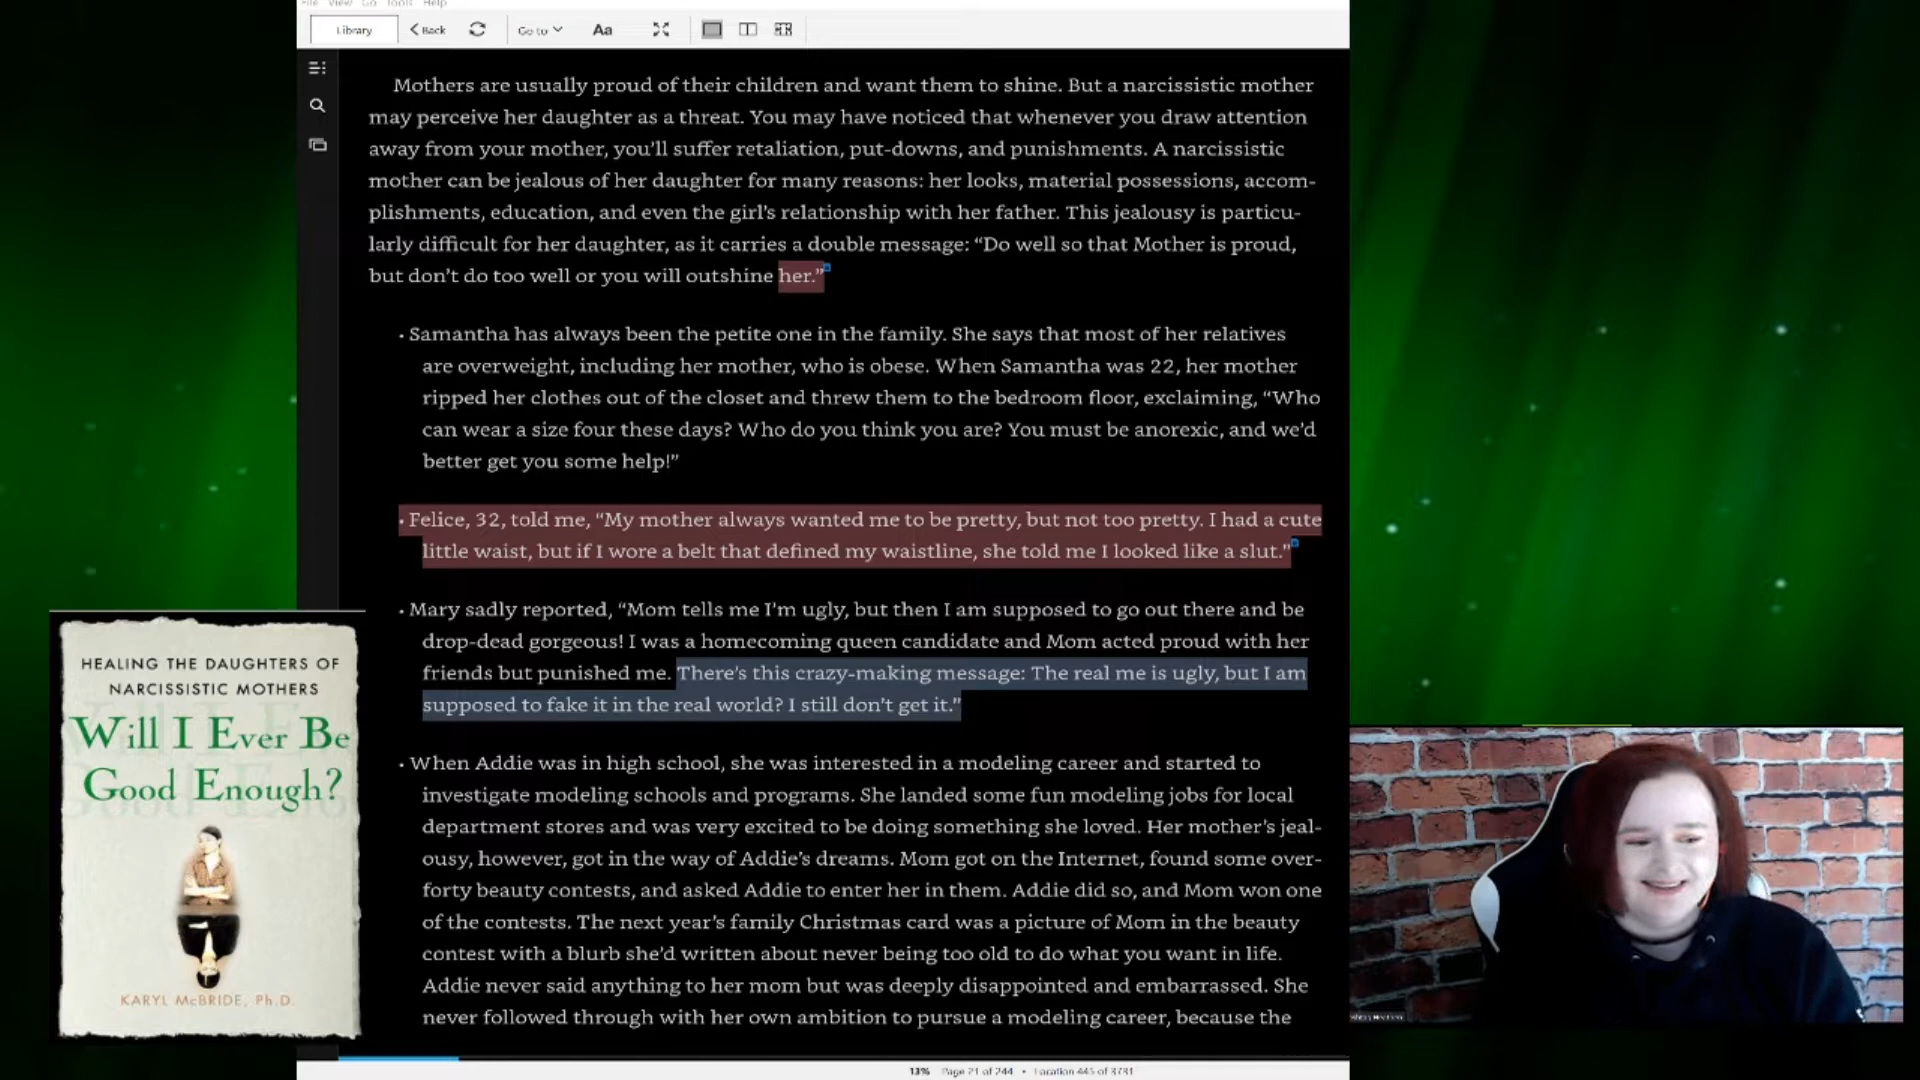 File View Go Tools Help
Library
Back
Go to
Aa
Mothers are usually proud of their children and want them to shine. But a narcissistic mother
may perceive her daughter as a threat. You may have noticed that whenever you draw attention
away from your mother, you’ll suffer retaliation, put-downs, and punishments. A narcissistic
mother can be jealous of her daughter for many reasons: her looks, material possessions, accom-
plishments, education, and even the girl’s relationship with her father. This jealousy is particu-
larly difficult for her daughter, as it carries a double message: “Do well so that Mother is proud,
but don’t do too well or you will outshine her.”
• Samantha has always been the petite one in the family. She says that most of her relatives
are overweight, including her mother, who is obese. When Samantha was 22, her mother
ripped her clothes out of the closet and threw them to the bedroom floor, exclaiming, “Who
can wear a size four these days? Who do you think you are? You must be anorexic, and we’d
better get you some help!”
• Felice, 32, told me, “My mother always wanted me to be pretty, but not too pretty. I had a cute
little waist, but if I wore a belt that defined my waistline, she told me I looked like a slut.”
• Mary sadly reported, “Mom tells me I’m ugly, but then I am supposed to go out there and be
drop-dead gorgeous! I was a homecoming queen candidate and Mom acted proud with her
friends but punished me. There’s this crazy-making message: The real me is ugly, but I am
supposed to fake it in the real world? I still don’t get it.”
• When Addie was in high school, she was interested in a modeling career and started to
investigate modeling schools and programs. She landed some fun modeling jobs for local
department stores and was very excited to be doing something she loved. Her mother’s jeal-
ousy, however, got in the way of Addie’s dreams. Mom got on the Internet, found some over-
forty beauty contests, and asked Addie to enter her in them. Addie did so, and Mom won one
of the contests. The next year’s family Christmas card was a picture of Mom in the beauty
contest with a blurb she’d written about never being too old to do what you want in life.
Addie never said anything to her mom but was deeply disappointed and embarrassed. She
never followed through with her own ambition to pursue a modeling career, because the
13% Page 21 of 244 • Location 445 of 3731
HEALING THE DAUGHTERS OF
NARCISSISTIC MOTHERS
Will I Ever Be
Good Enough?
KARYL McBRIDE, Ph.D.